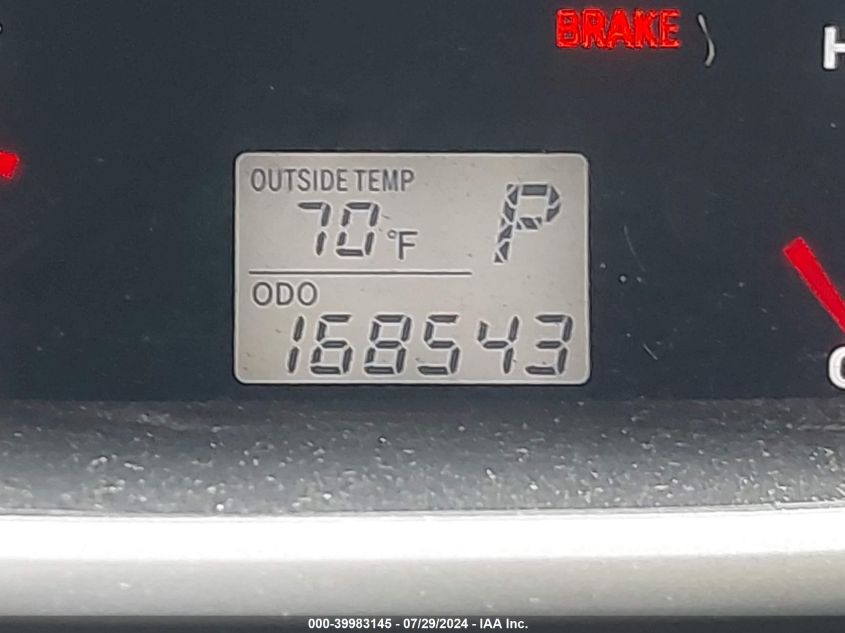 BRAKE
H
OUTSIDE TEMP
70°F P
ODO
168543
C
000-39983145 - 07/29/2024 - IAA Inc.